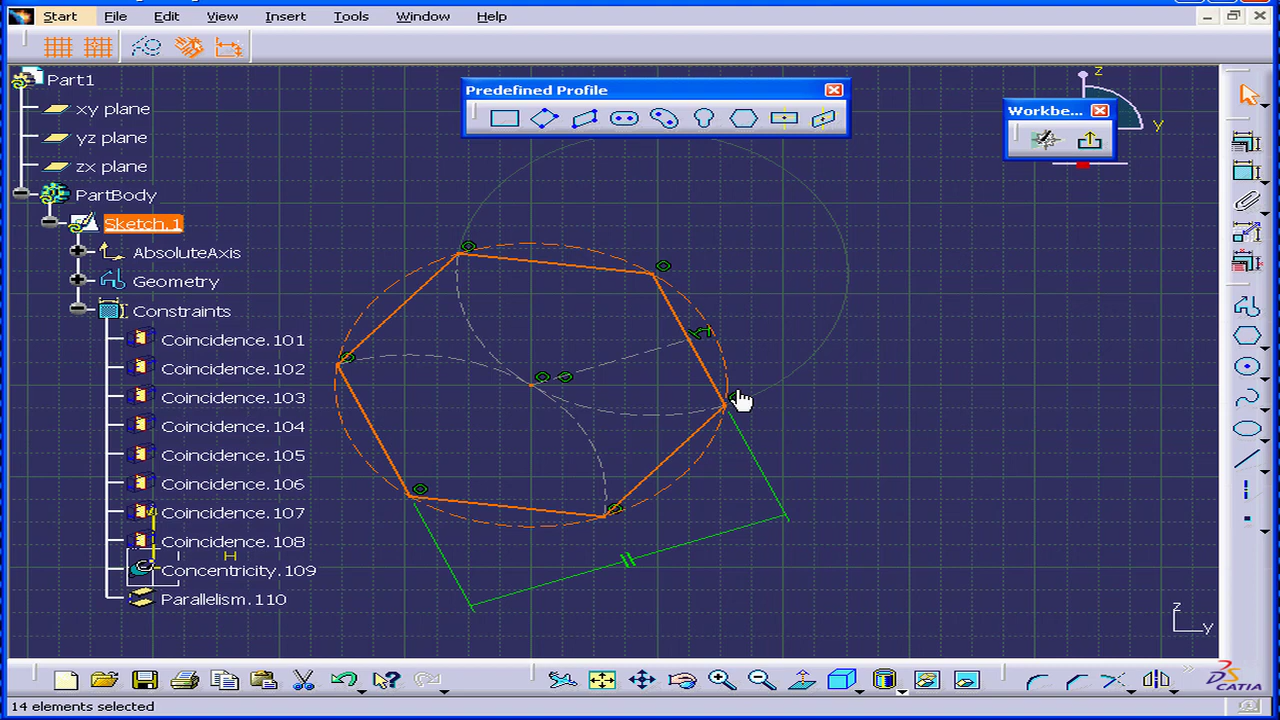 Start File Edit View Insert Tools Window Help
Part1
xy plane
yz plane
zx plane
PartBody
Sketch.1
AbsoluteAxis
Geometry
Constraints
Coincidence.101
Coincidence.102
Coincidence.103
Coincidence.104
Coincidence.105
Coincidence.106
Coincidence.107
Coincidence.108
Concentricity.109
Parallelism.110
H
Predefined Profile
Workbe...
z
y
z
y
CATIA
14 elements selected